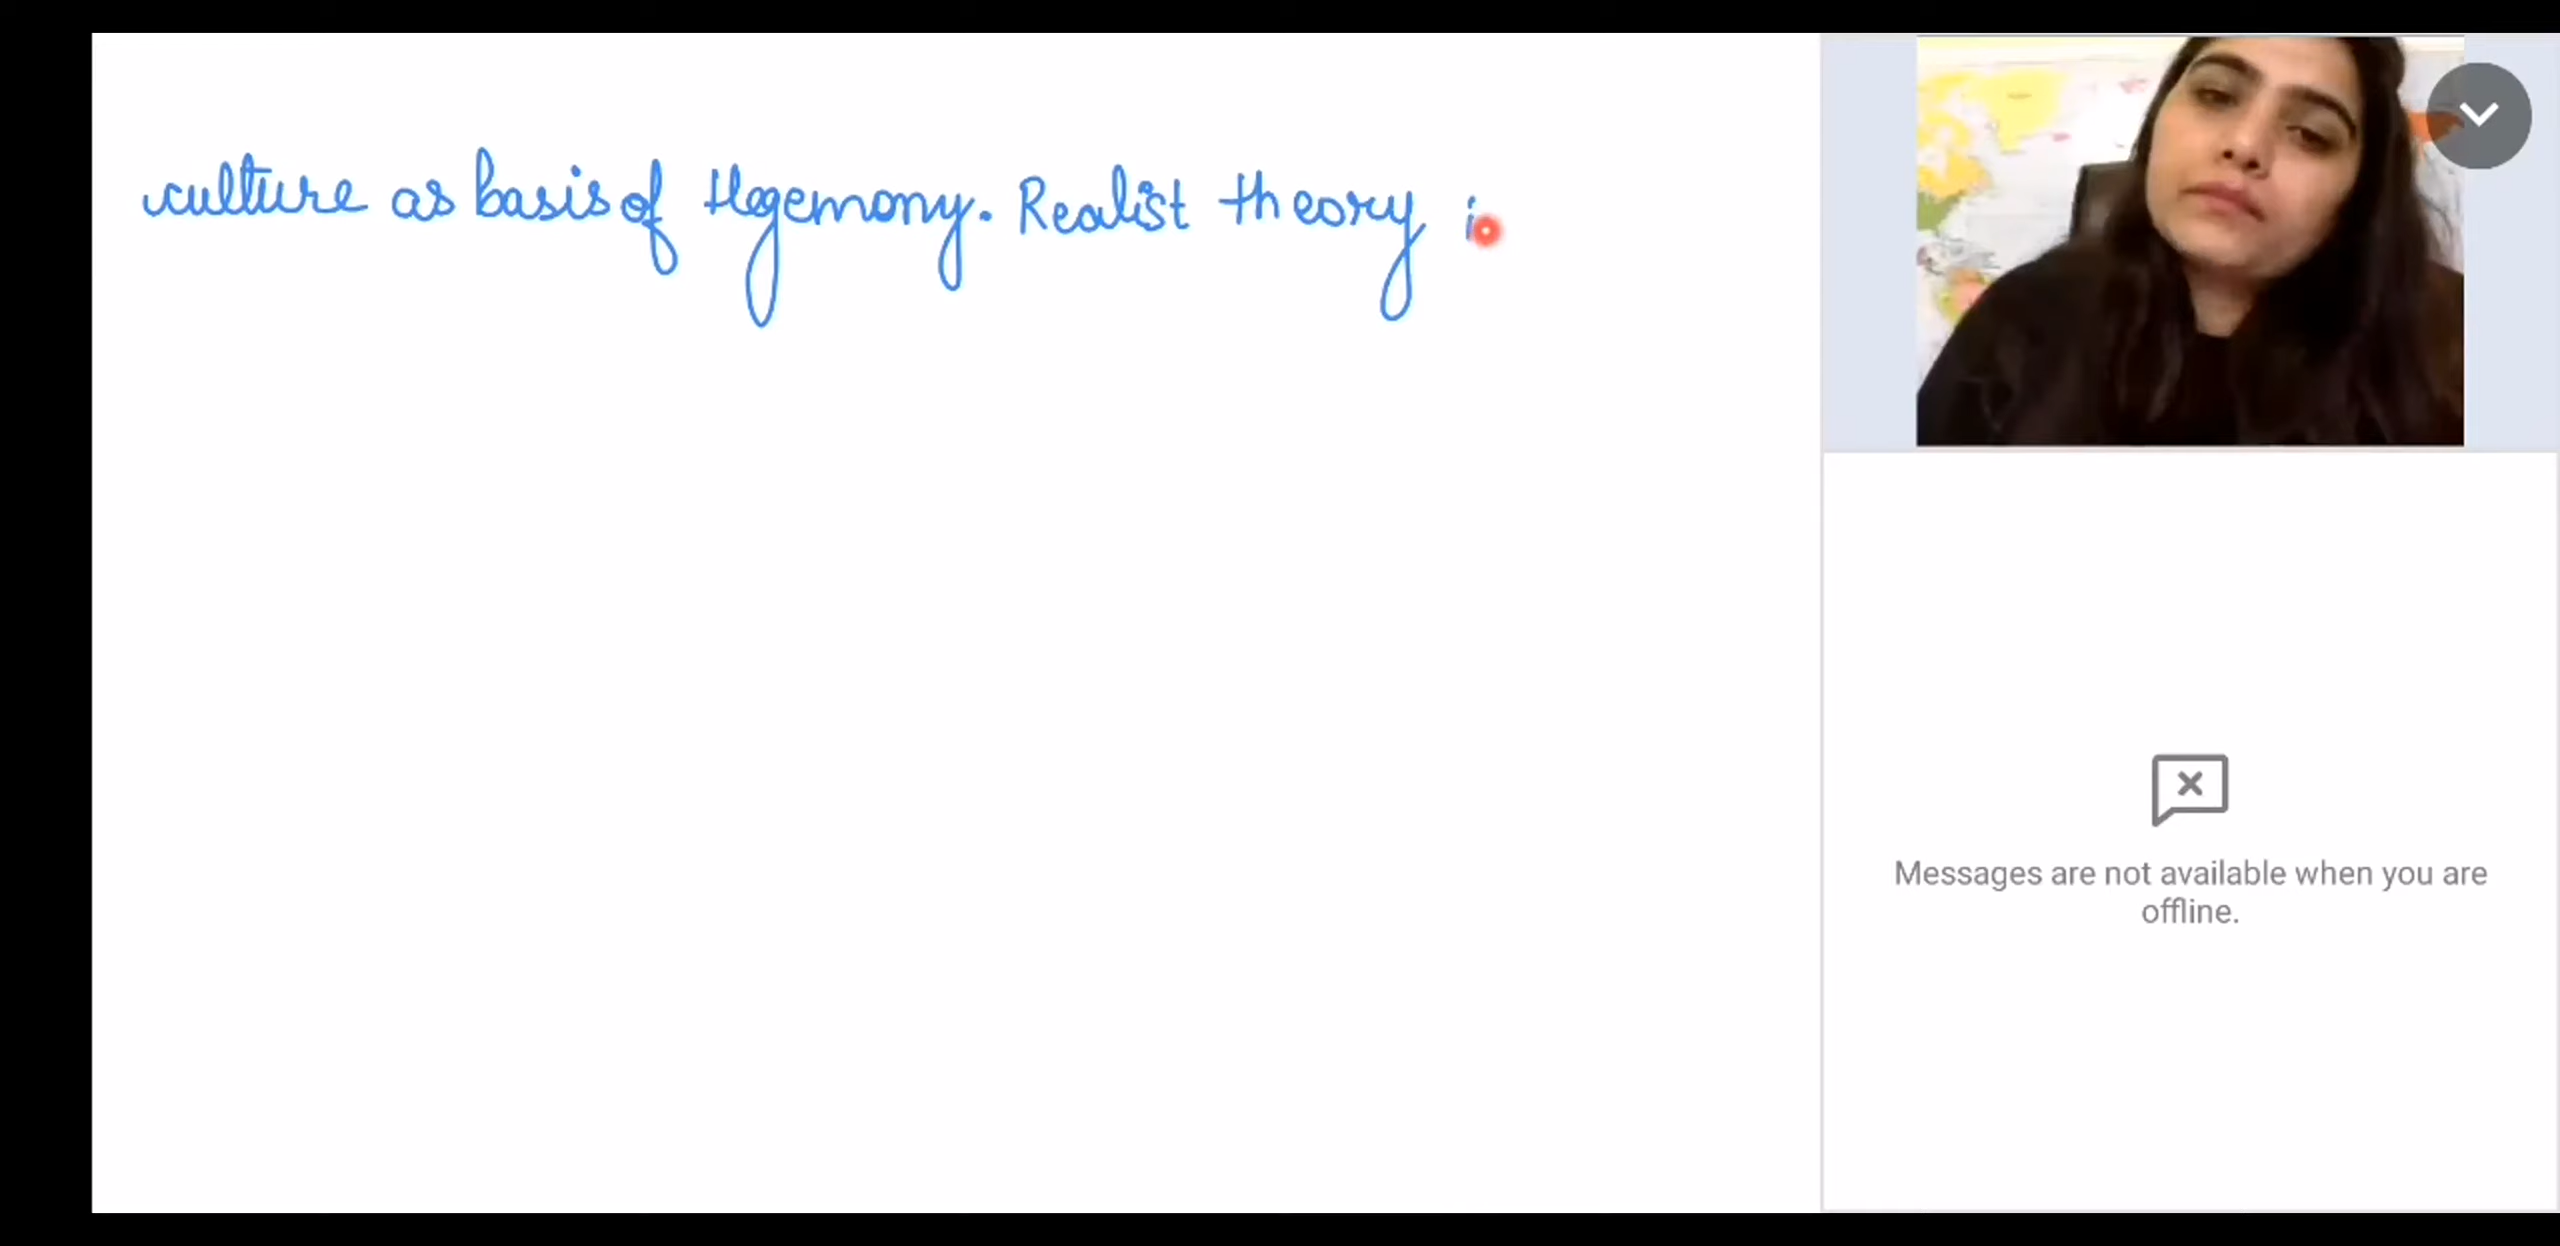 culture as basis of Hegemony. Realist theory i
Messages are not available when you are
offline.